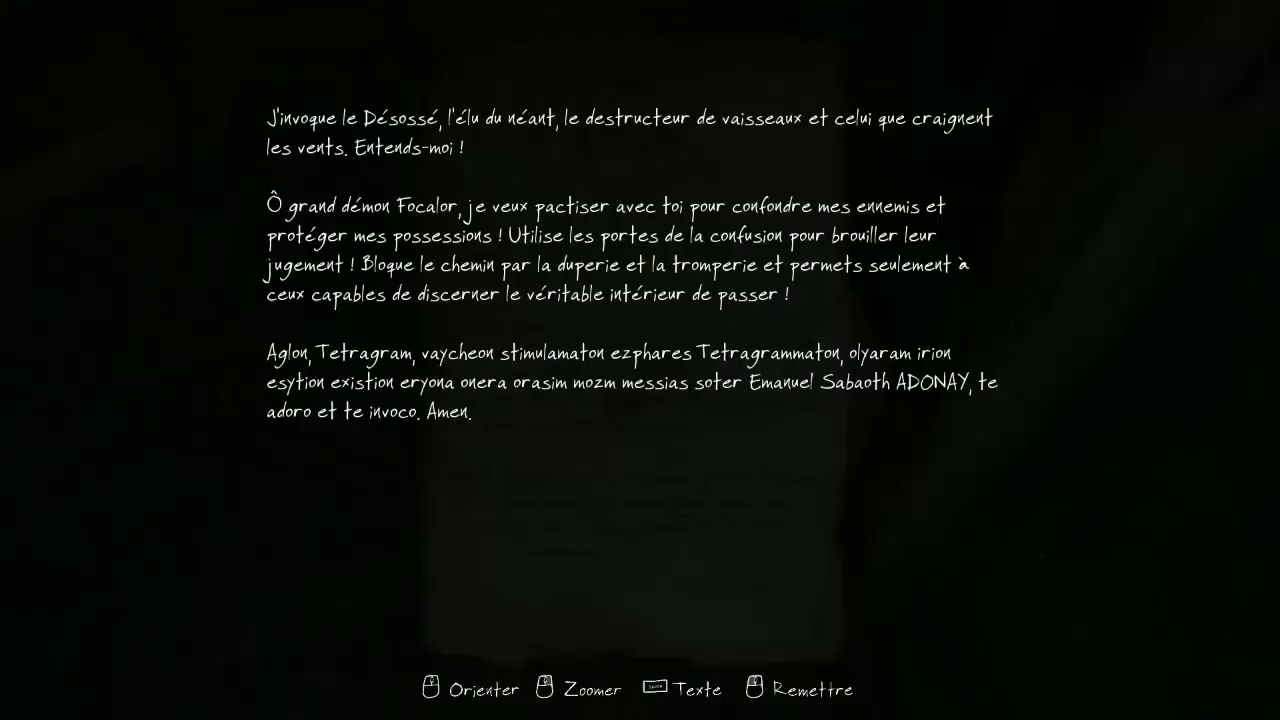 J'invoque le Désossé, l'élu du néant, le destructeur de vaisseaux et celui que craignent
les vents. Entends-moi !
Ô grand démon Focalor, je veux pactiser avec toi pour confondre mes ennemis et
protéger mes possessions ! Utilise les portes de la confusion pour brouiller leur
jugement ! Bloque le chemin par la duperie et la tromperie et permets seulement à
ceux capables de discerner le véritable intérieur de passer !
Aglon, Tetragram, vaycheon stimulamaton ezphares Tetragrammaton, olyaram irion
esytion existion eryona onera orasim mozm messias soter Emanuel Sabaoth ADONAY, te
adoro et te invoco. Amen.
Orienter Zoomer Texte Remettre